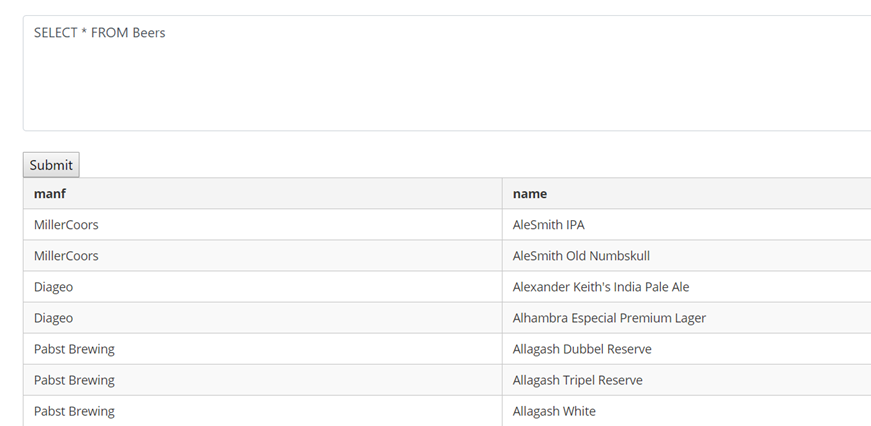 SELECT * FROM Beers
Submit
manf name
MillerCoors AleSmith IPA
MillerCoors AleSmith Old Numbskull
Diageo Alexander Keith's India Pale Ale
Diageo Alhambra Especial Premium Lager
Pabst Brewing Allagash Dubbel Reserve
Pabst Brewing Allagash Tripel Reserve
Pabst Brewing Allagash White